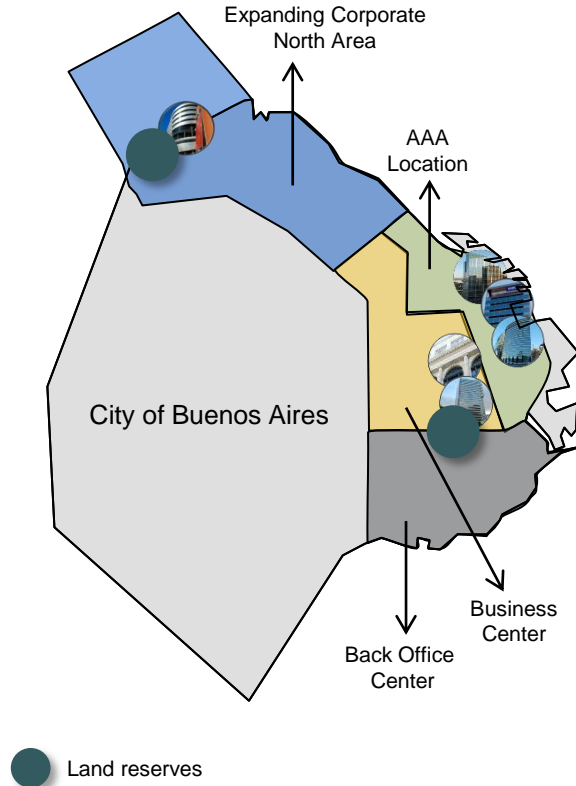 Expanding Corporate
North Area
AAA
Location
City of Buenos Aires
Business
Center
Back Office
Center
Land reserves